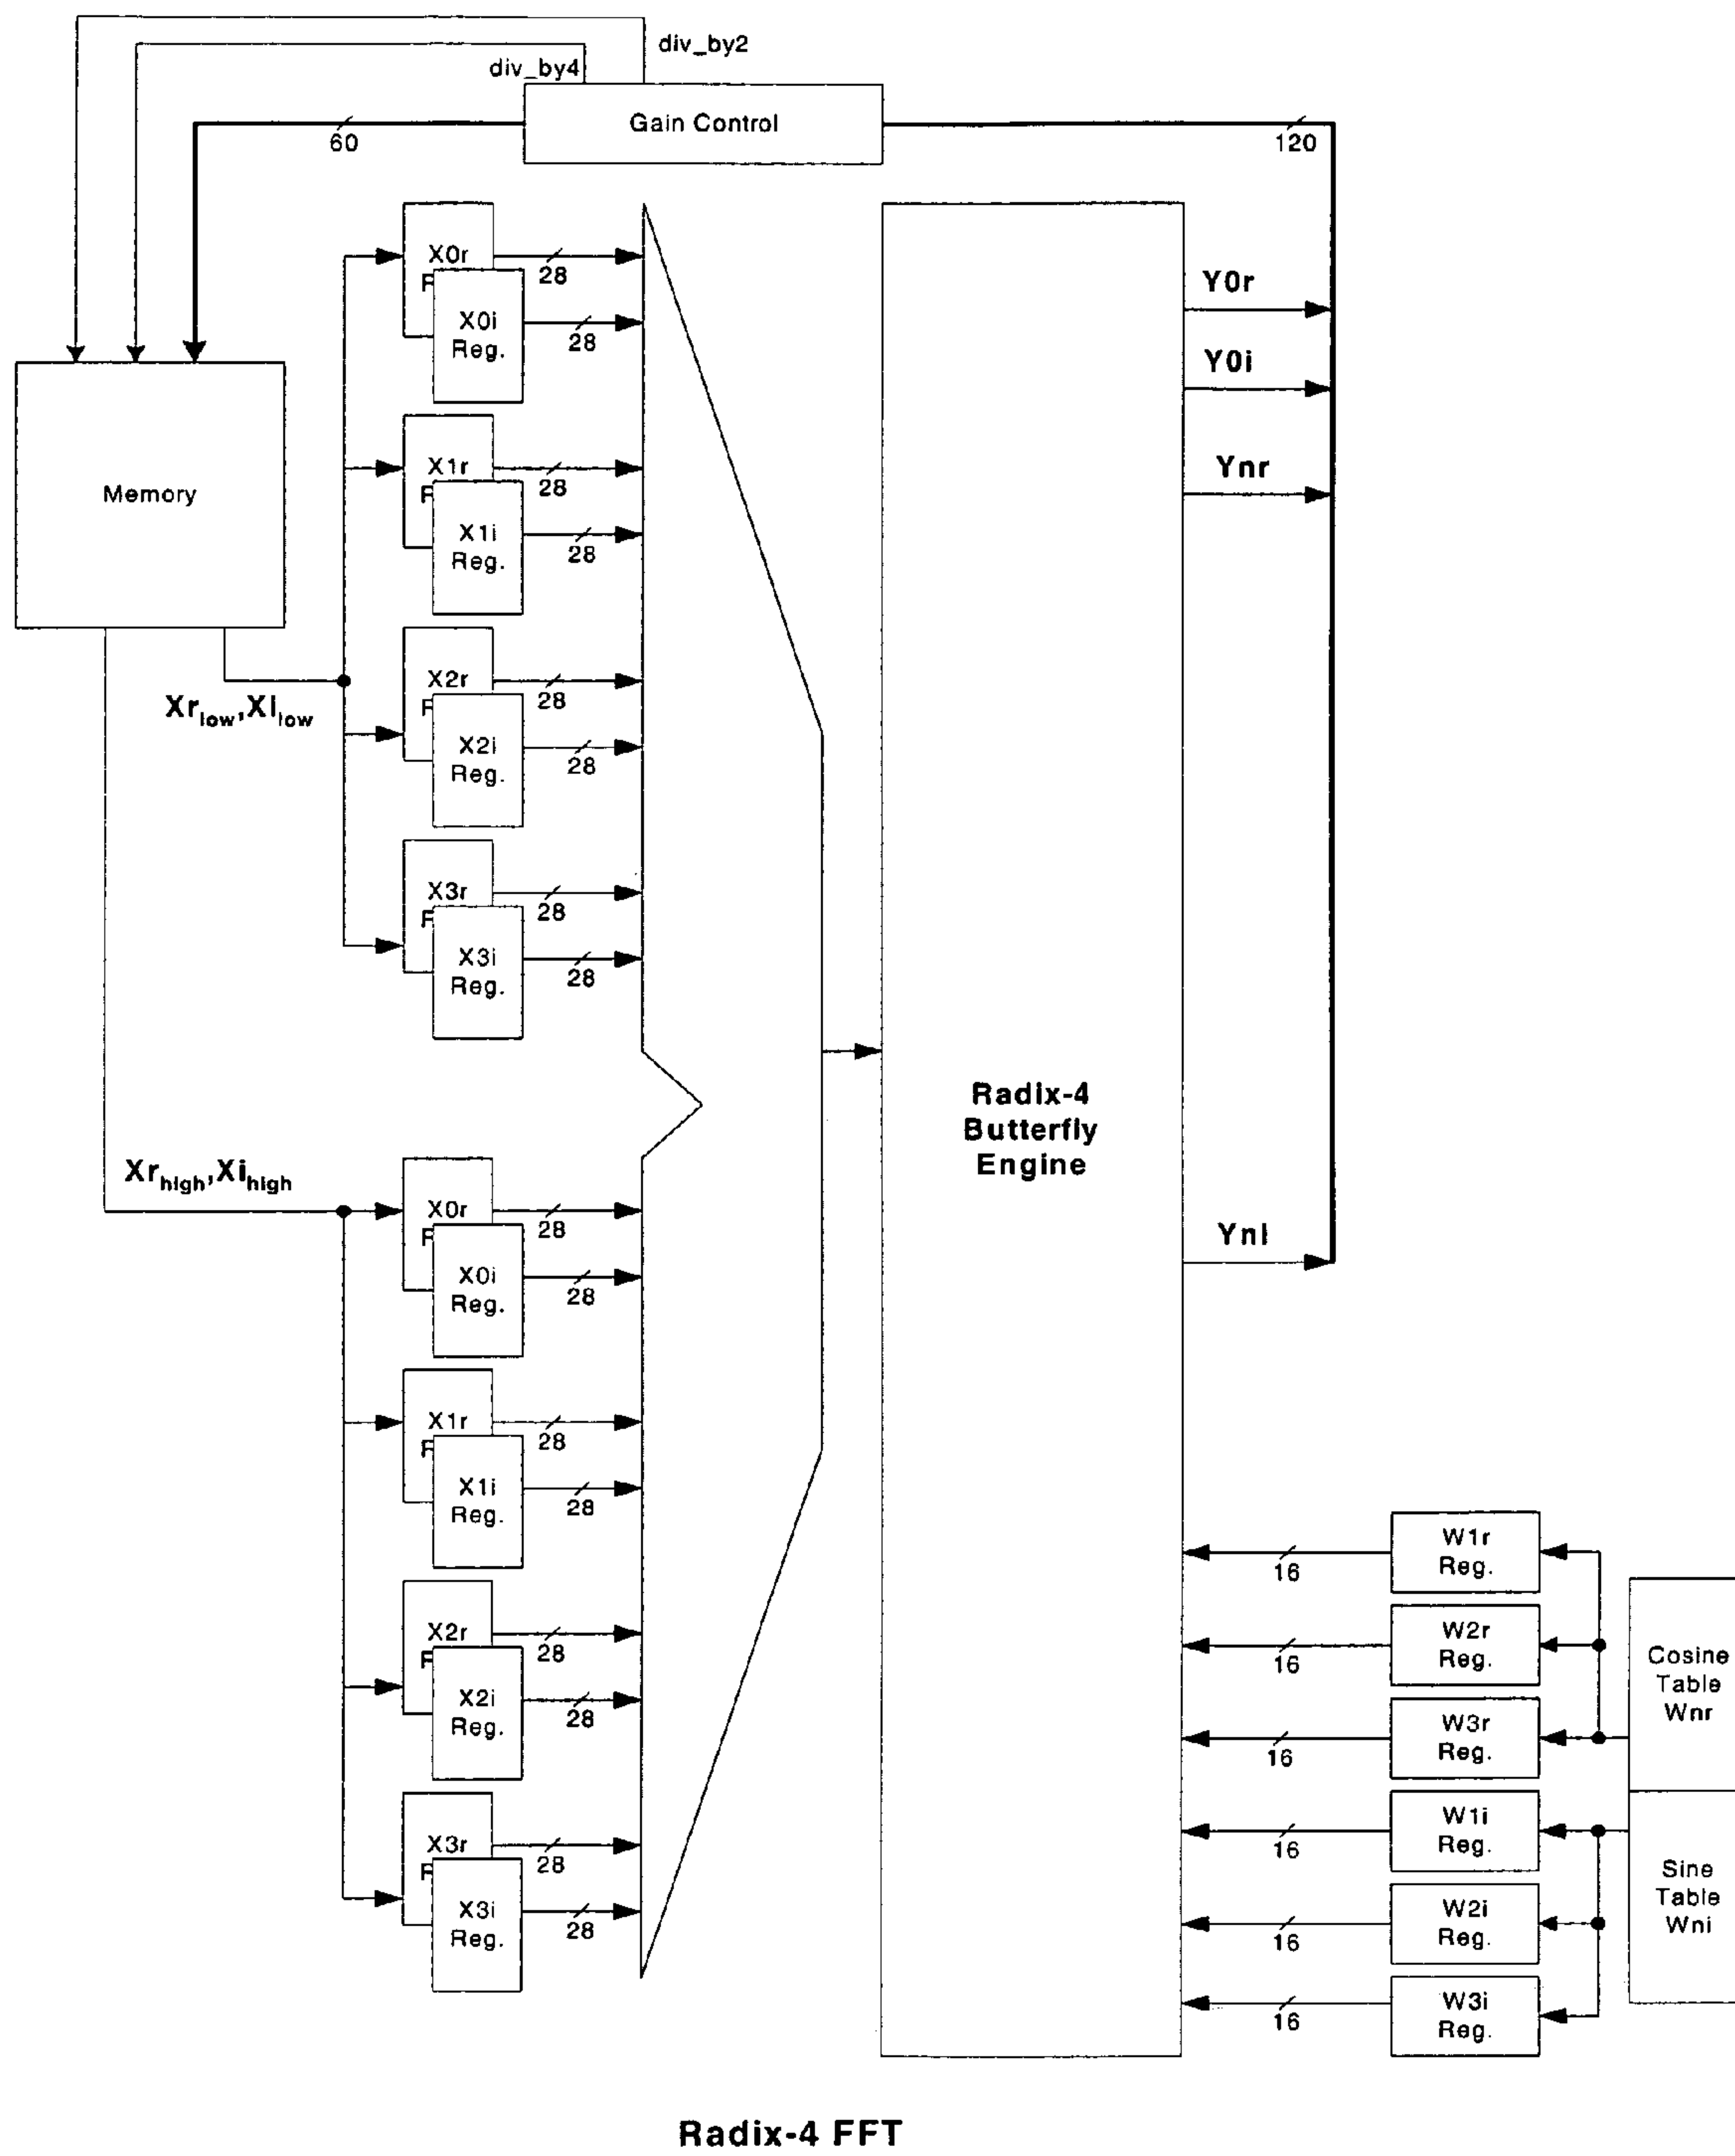 div_by2
div_by4
Gain Control
60
120
X0r
28
X0i
Reg.
28
X1r
28
X1i
Reg.
28
X2r
28
X2i
Reg.
28
X3r
28
X3i
Reg.
28
Memory
Xr_low,Xi_low
Xr_high,Xi_high
X0r
28
X0i
Reg.
28
X1r
28
X1i
Reg.
28
X2r
28
X2i
Reg.
28
X3r
28
X3i
Reg.
28
Radix-4
Butterfly
Engine
Y0r
Y0i
Ynr
Yni
16
W1r
Reg.
16
W2r
Reg.
16
W3r
Reg.
16
W1i
Reg.
16
W2i
Reg.
16
W3i
Reg.
Cosine
Table
Wnr
Sine
Table
Wni
Radix-4 FFT